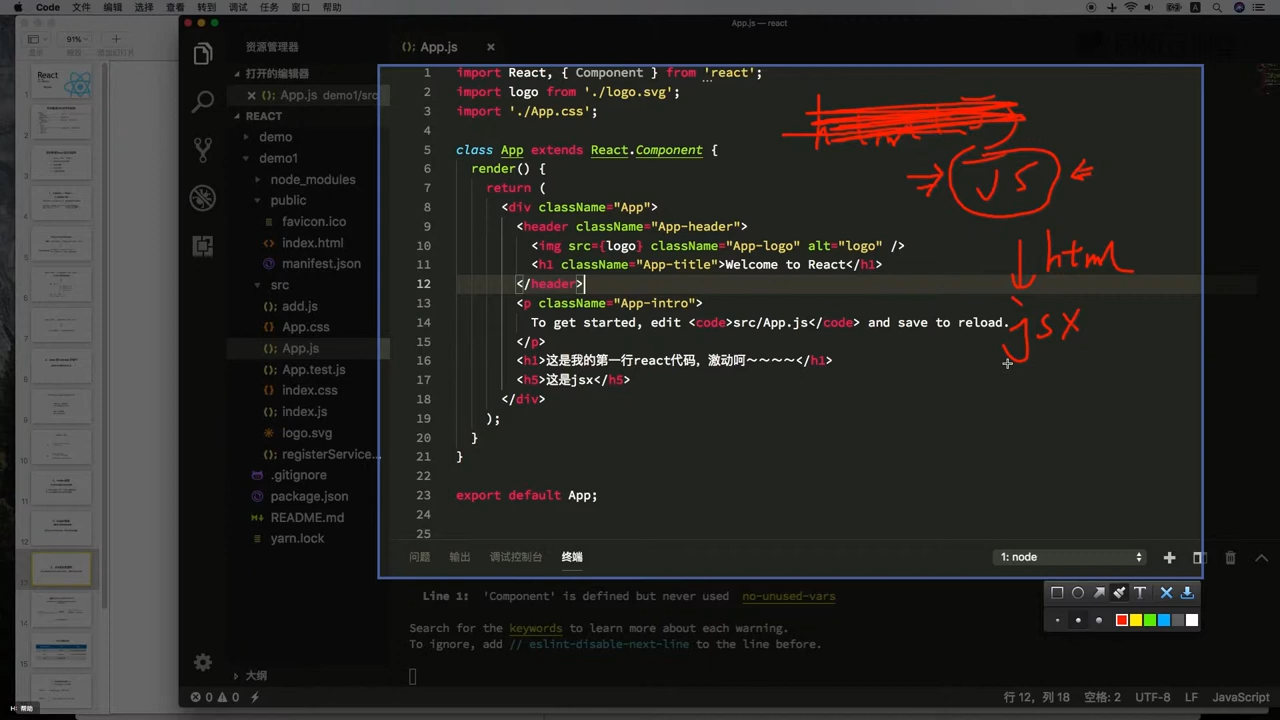 Code 文件 编辑 选择 查看 转到 调试 任务 窗口 帮助
App.js — react
91%
React
13
15
资源管理器
打开的编辑器
App.js demo1/src
REACT
demo
demo1
node_modules
public
favicon.ico
index.html
manifest.json
src
add.js
App.css
App.js
App.test.js
index.css
index.js
logo.svg
registerService...
.gitignore
package.json
README.md
yarn.lock
大纲
App.js
1 import React, { Component } from 'react';
2 import logo from './logo.svg';
3 import './App.css';
4
5 class App extends React.Component {
6 render() {
7 return (
8 <div className="App">
9 <header className="App-header">
10 <img src={logo} className="App-logo" alt="logo" />
11 <h1 className="App-title">Welcome to React</h1>
12 </header>
13 <p className="App-intro">
14 To get started, edit <code>src/App.js</code> and save to reload.
15 </p>
16 <h1>这是我的第一行react代码，激动呵～～～～</h1>
17 <h5>这是jsx</h5>
18 </div>
19 );
20 }
21 }
22
23 export default App;
24
25
JS
html
jsx
问题 输出 调试控制台 终端
1: node
Line 1: 'Component' is defined but never used no-unused-vars
Search for the keywords to learn more about each warning.
To ignore, add // eslint-disable-next-line to the line before.
T
0 0
行 12, 列 18 空格: 2 UTF-8 LF JavaScript
H: 帮助